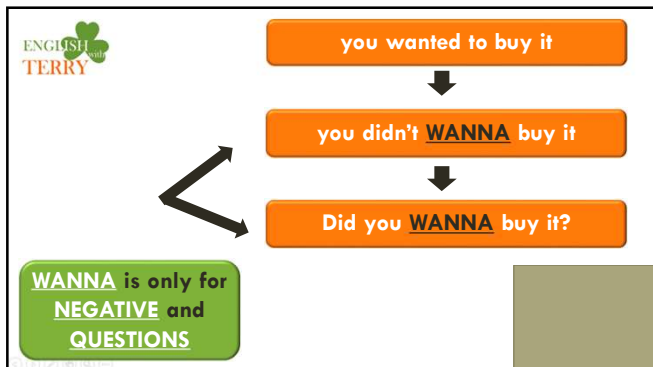 ENGLISH
with
TERRY
you wanted to buy it
you didn't WANNA buy it
Did you WANNA buy it?
WANNA is only for
NEGATIVE and
QUESTIONS